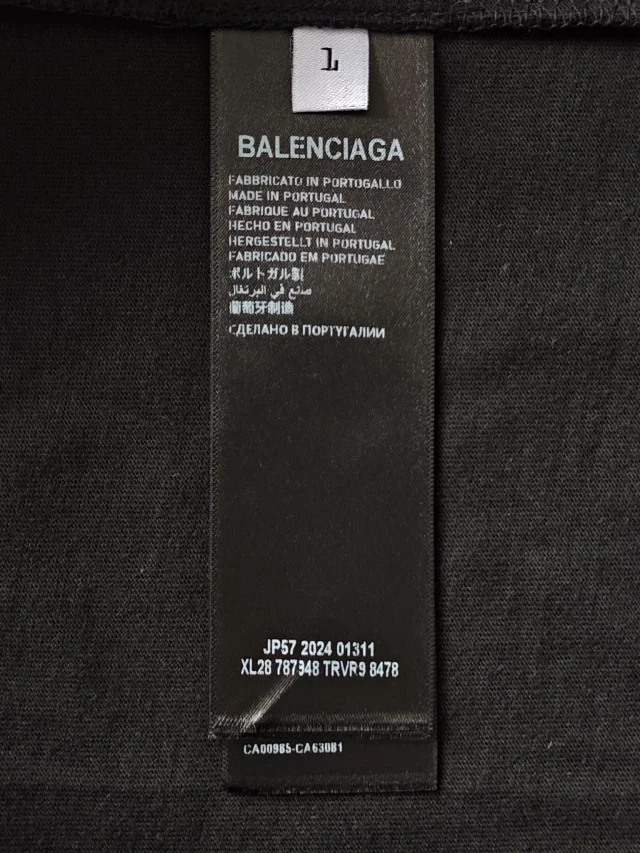 L
BALENCIAGA
FABBRICATO IN PORTOGALLO
MADE IN PORTUGAL
FABRIQUE AU PORTUGAL
HECHO EN PORTUGAL
HERGESTELLT IN PORTUGAL
FABRICADO EM PORTUGAE
ポルトガル製
صنع في البرتغال
葡萄牙制造
СДЕЛАНО В ПОРТУГАЛИИ
JP57 2024 01311
XL28 787948 TRVR9 8478
CA00985-CA63081